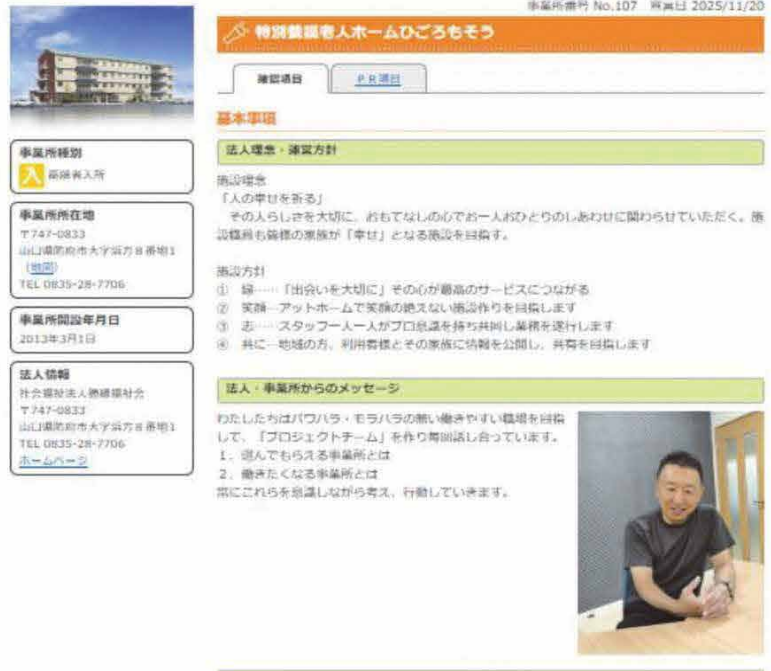 事業所番号 No.107 宣言日 2025/11/20
特別養護老人ホームひごろもそう
確認項目
ＰＲ項目
基本事項
事業所種別
入 高齢者入所
事業所所在地
〒747-0833
山口県防府市大字浜方８番地1
(地図)
TEL 0835-28-7706
事業所開設年月日
2013年3月1日
法人情報
社会福祉法人 福祉会
〒747-0833
山口県防府市大字浜方８番地1
TEL 0835-28-7706
ホームページ
法人理念・運営方針
施設理念
「人の幸せを祈る」
その人らしさを大切に、おもてなしの心でお一人おひとりのしあわせに関わらせていただく。施
設職員も皆様の家族が「幸せ」となる施設を目指す。
施設方針
① 縁……「出会いを大切に」その心が最高のサービスにつながる
② 笑顔…アットホームで笑顔の絶えない施設作りを目指します
③ 志……スタッフ一人一人がプロ意識を持ち共同し業務を遂行します
④ 共に…地域の方、利用者様とその家族に情報を公開し、共有を目指します
法人・事業所からのメッセージ
わたしたちはパワハラ・モラハラの無い働きやすい職場を目指
して、「プロジェクトチーム」を作り毎回話し合っています。
１．選んでもらえる事業所とは
２．働きたくなる事業所とは
常にこれらを意識しながら考え、行動していきます。